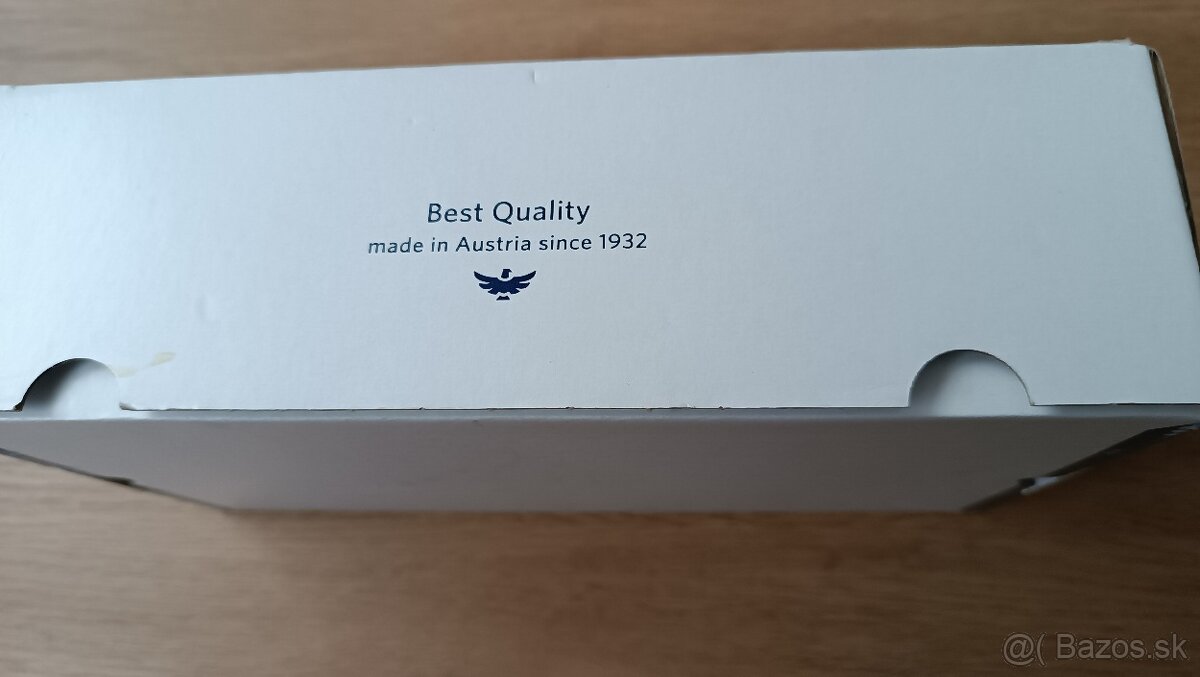 Best Quality
made in Austria since 1932
@( Bazos.sk